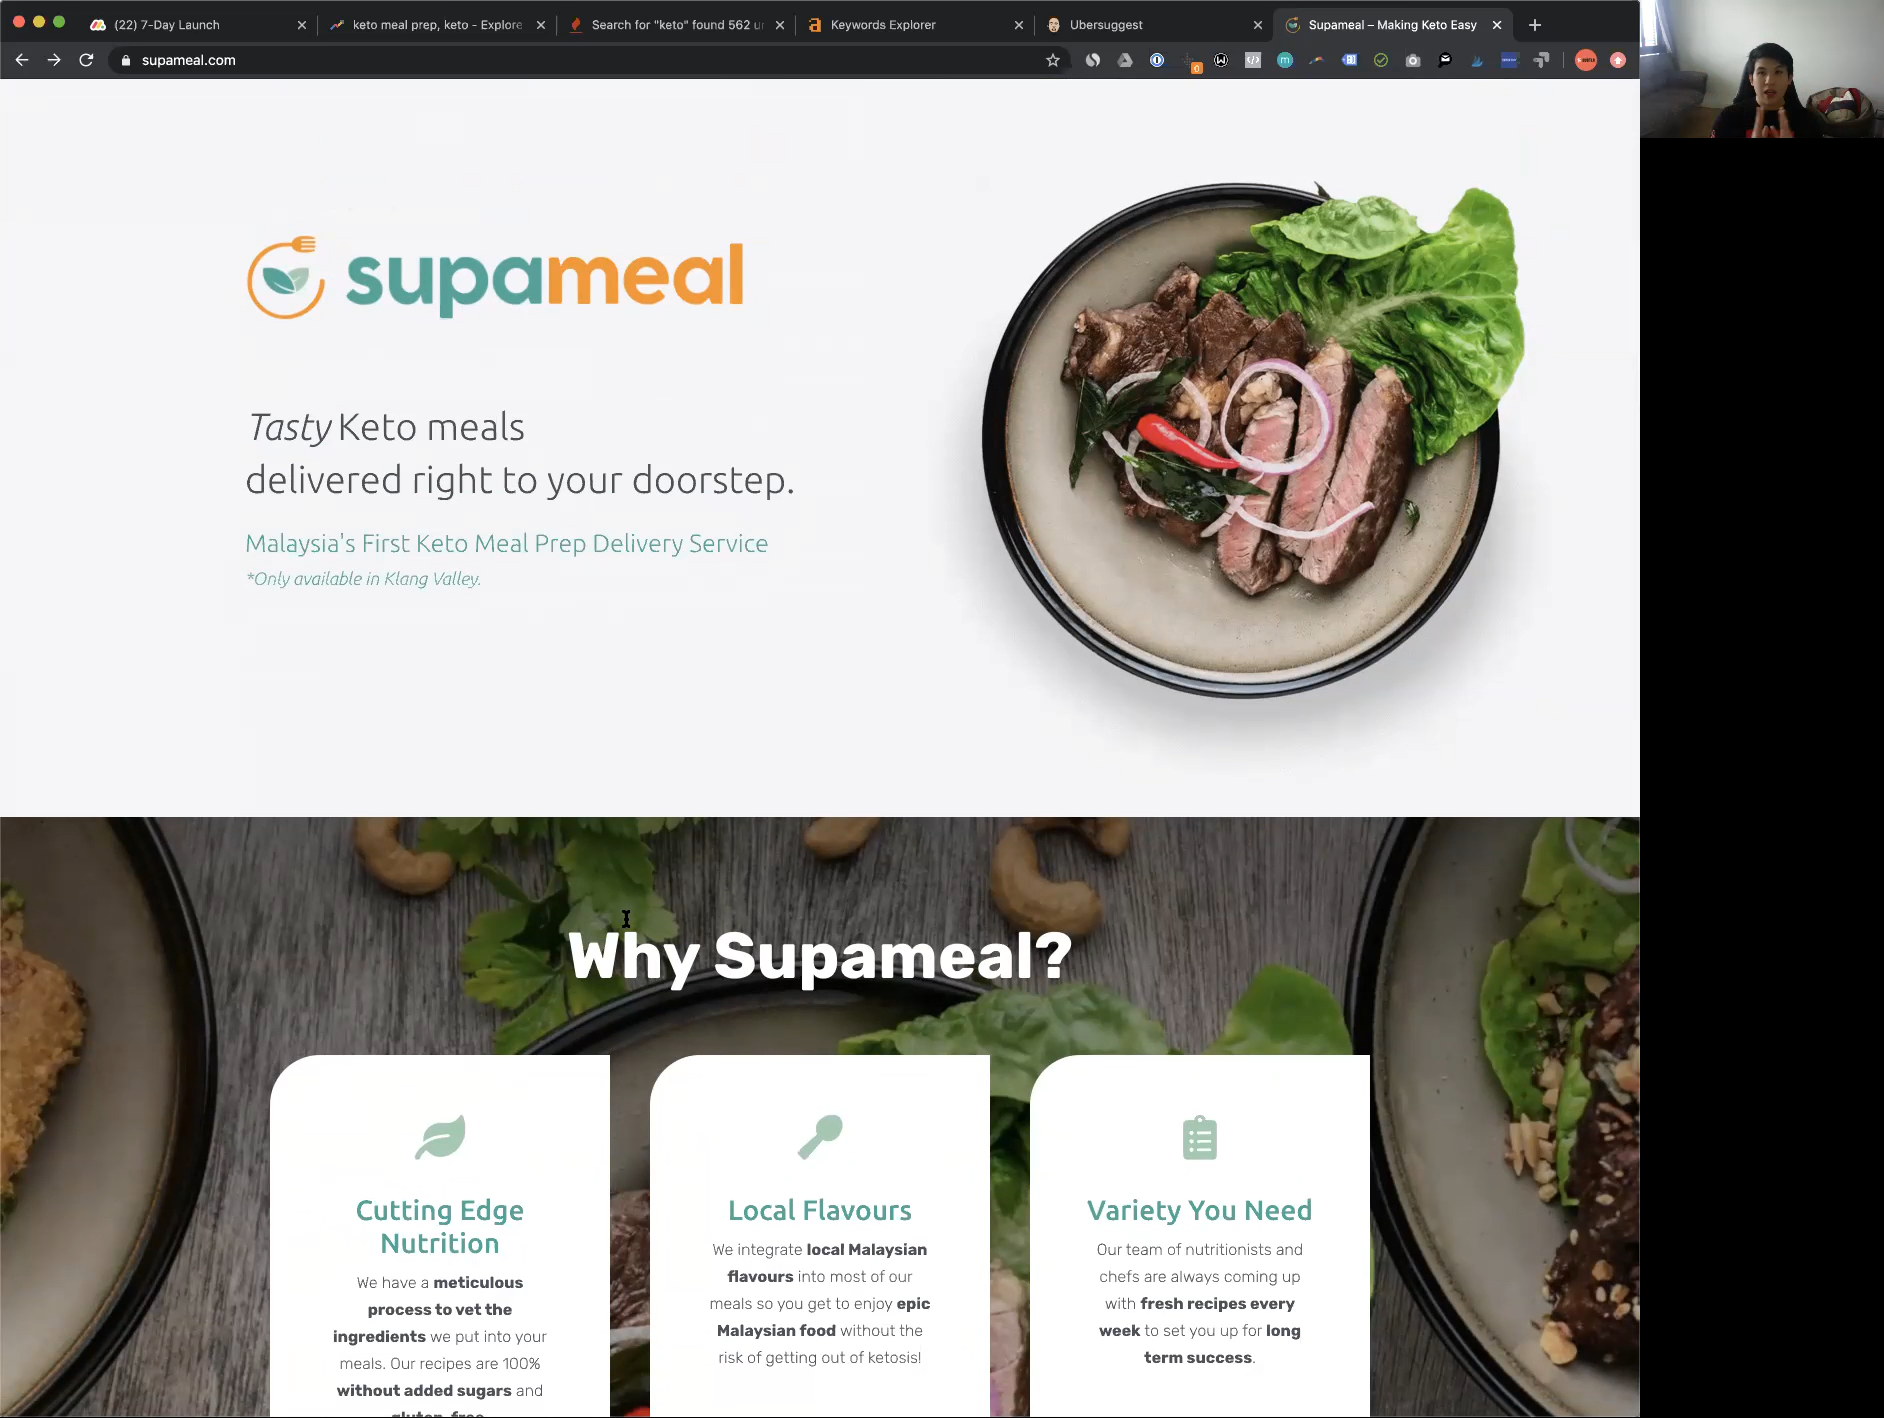 (22) 7-Day Launch
keto meal prep, keto - Explore
Search for "keto" found 562 ur
Keywords Explorer
Ubersuggest
Supameal – Making Keto Easy
supameal.com
supameal
Tasty Keto meals
delivered right to your doorstep.
Malaysia's First Keto Meal Prep Delivery Service
*Only available in Klang Valley.
Why Supameal?
Cutting Edge
Nutrition
We have a meticulous
process to vet the
ingredients we put into your
meals. Our recipes are 100%
without added sugars and
gluten-free
Local Flavours
We integrate local Malaysian
flavours into most of our
meals so you get to enjoy epic
Malaysian food without the
risk of getting out of ketosis!
Variety You Need
Our team of nutritionists and
chefs are always coming up
with fresh recipes every
week to set you up for long
term success.